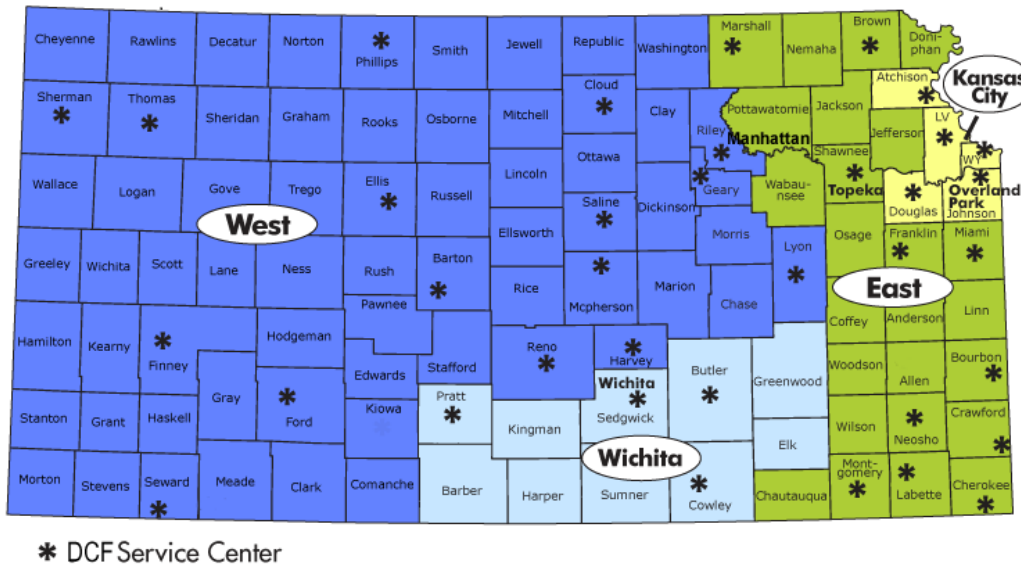 Cheyenne
Rawlins
Decatur
Norton
Phillips
Smith
Jewell
Republic
Washington
Marshall
Nemaha
Brown
Doni-
phan
Sherman
Thomas
Sheridan
Graham
Rooks
Osborne
Mitchell
Cloud
Clay
Riley
Pottawatomie
Jackson
Atchison
Kansas
City
Manhattan
Jefferson
LV
WY
Wallace
Logan
Gove
Trego
Ellis
Russell
Lincoln
Ottawa
Saline
Dickinson
Geary
Wabaun-
see
Shawnee
Topeka
Douglas
Overland
Park
Johnson
West
Ellsworth
Morris
Lyon
Osage
Franklin
Miami
Greeley
Wichita
Scott
Lane
Ness
Rush
Barton
Rice
Mcpherson
Marion
Chase
East
Coffey
Anderson
Linn
Pawnee
Hamilton
Kearny
Finney
Hodgeman
Edwards
Stafford
Reno
Harvey
Butler
Greenwood
Woodson
Allen
Bourbon
Gray
Ford
Kiowa
Pratt
Kingman
Wichita
Sedgwick
Stanton
Grant
Haskell
Elk
Wilson
Neosho
Crawford
Wichita
Morton
Stevens
Seward
Meade
Clark
Comanche
Barber
Harper
Sumner
Cowley
Chautauqua
Mont-
gomery
Labette
Cherokee
* DCF Service Center